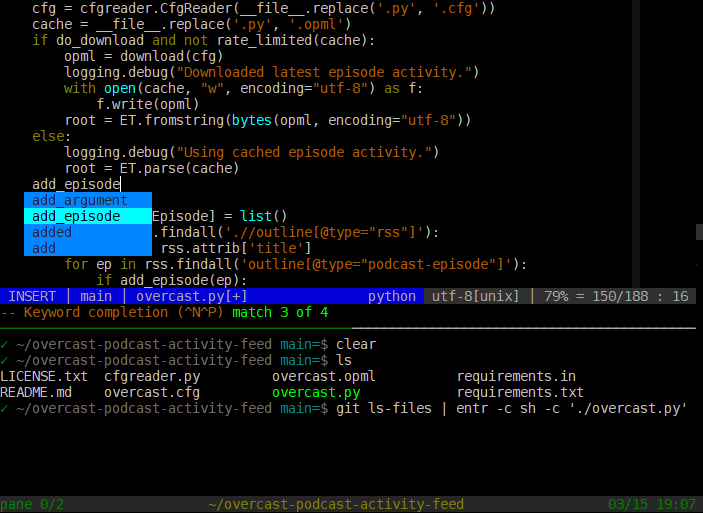 cfg = cfgreader.CfgReader(__file__.replace('.py', '.cfg'))
cache = __file__.replace('.py', '.opml')
if do_download and not rate_limited(cache):
opml = download(cfg)
logging.debug("Downloaded latest episode activity.")
with open(cache, "w", encoding="utf-8") as f:
f.write(opml)
root = ET.fromstring(bytes(opml, encoding="utf-8"))
else:
logging.debug("Using cached episode activity.")
root = ET.parse(cache)
add_episode
add_argument
add_episode Episode] = list()
added .findall('.//outline[@type="rss"]'):
add rss.attrib['title']
for ep in rss.findall('outline[@type="podcast-episode"]'):
if add_episode(ep):
INSERT | main | overcast.py[+] python utf-8[unix] | 79% = 150/188 : 16
-- Keyword completion (^N^P) match 3 of 4
✓ ~/overcast-podcast-activity-feed main=$ clear
✓ ~/overcast-podcast-activity-feed main=$ ls
LICENSE.txt cfgreader.py overcast.opml requirements.in
README.md overcast.cfg overcast.py requirements.txt
✓ ~/overcast-podcast-activity-feed main=$ git ls-files | entr -c sh -c './overcast.py'
pane 0/2 ~/overcast-podcast-activity-feed 03/15 19:07